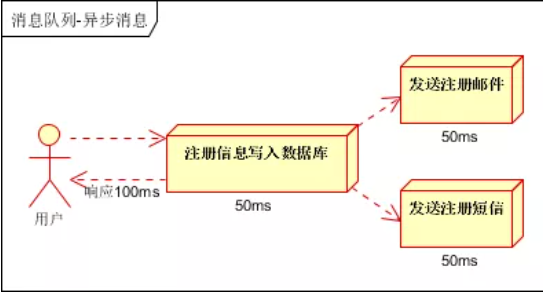 消息队列-异步消息
发送注册邮件
50ms
注册信息写入数据库
响应100ms
用户
50ms
发送注册短信
50ms